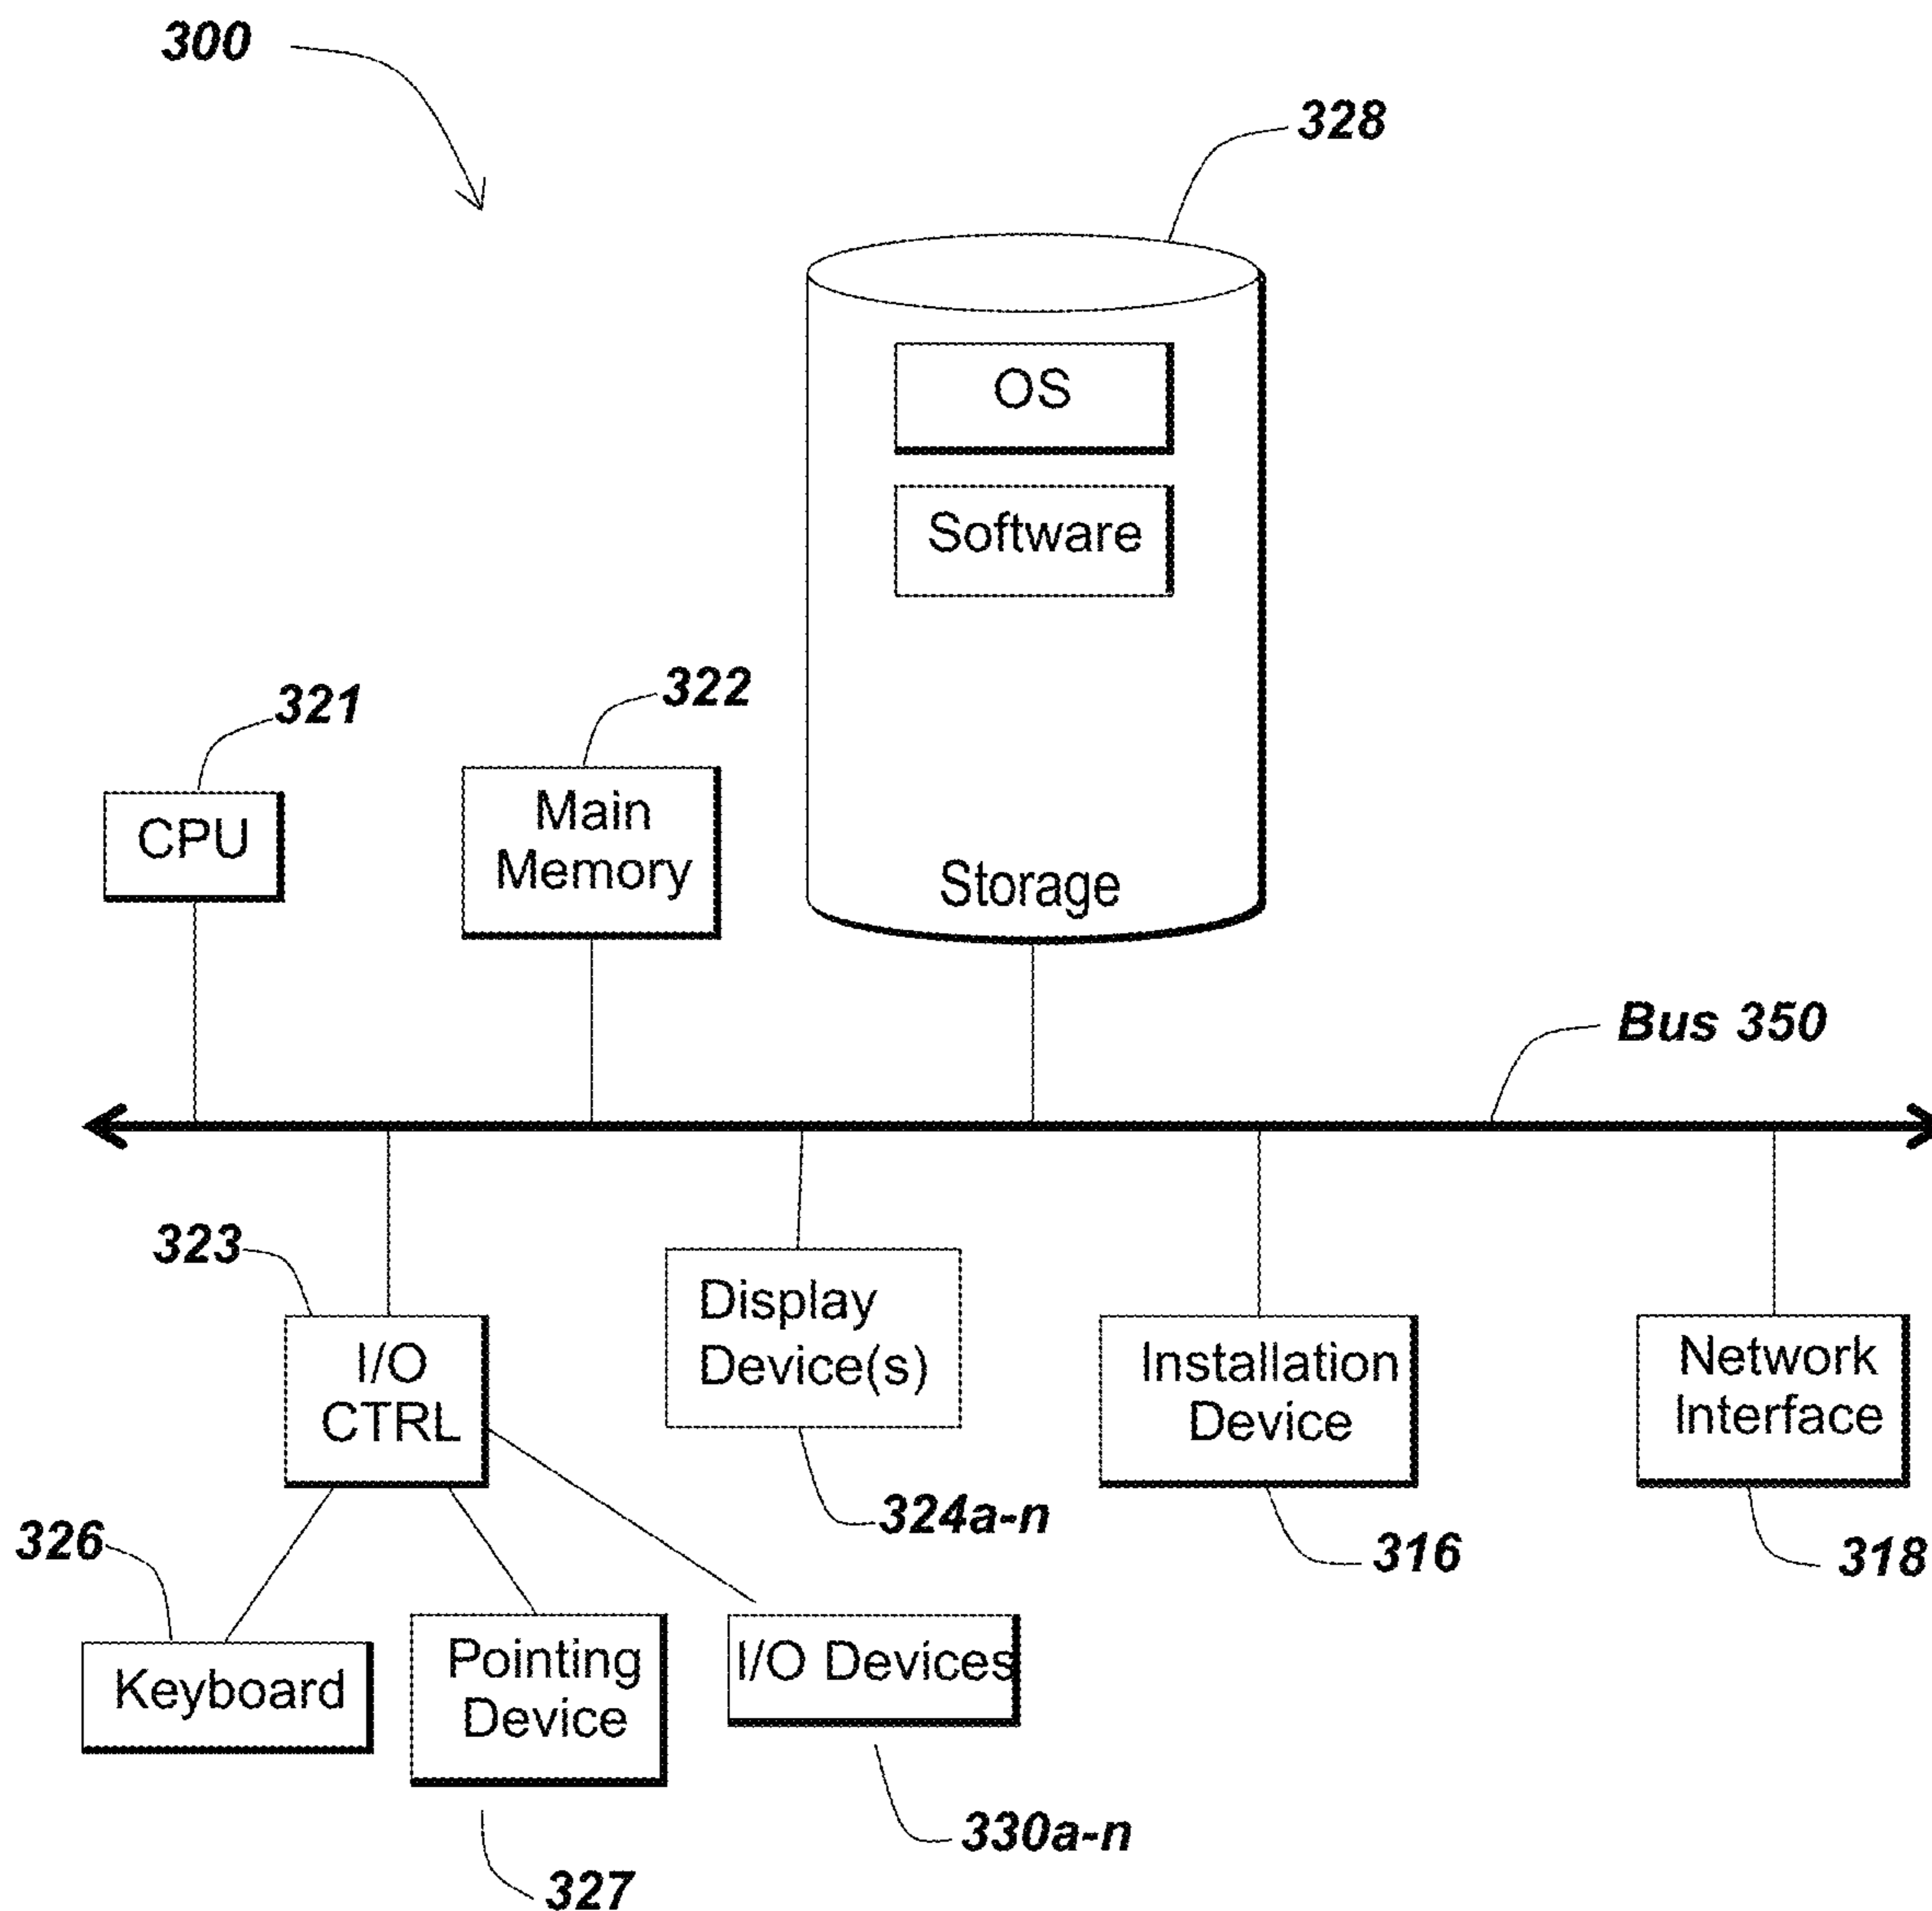 300
328
OS
Software
322
321
Main
Memory
CPU
Storage
Bus 350
323
Display
Device(s)
I/O
CTRL
Installation
Device
Network
Interface
324a-n
326
316
318
Keyboard
Pointing
Device
I/O Devices
330a-n
327